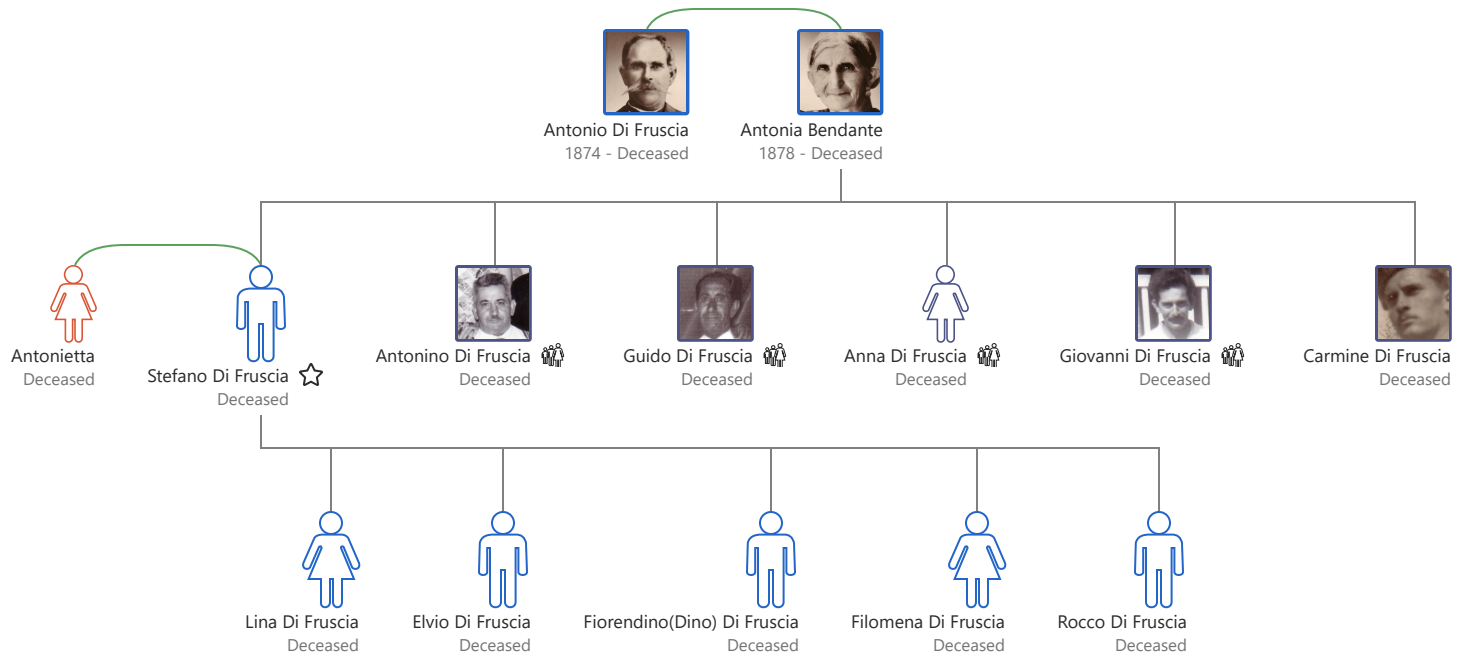 Antonio Di Fruscia
1874 - Deceased
Antonia Bendante
1878 - Deceased
Antonietta
Deceased
Stefano Di Fruscia
Deceased
Antonino Di Fruscia
Deceased
Guido Di Fruscia
Deceased
Anna Di Fruscia
Deceased
Giovanni Di Fruscia
Deceased
Carmine Di Fruscia
Deceased
Lina Di Fruscia
Deceased
Elvio Di Fruscia
Deceased
Fiorendino(Dino) Di Fruscia
Deceased
Filomena Di Fruscia
Deceased
Rocco Di Fruscia
Deceased